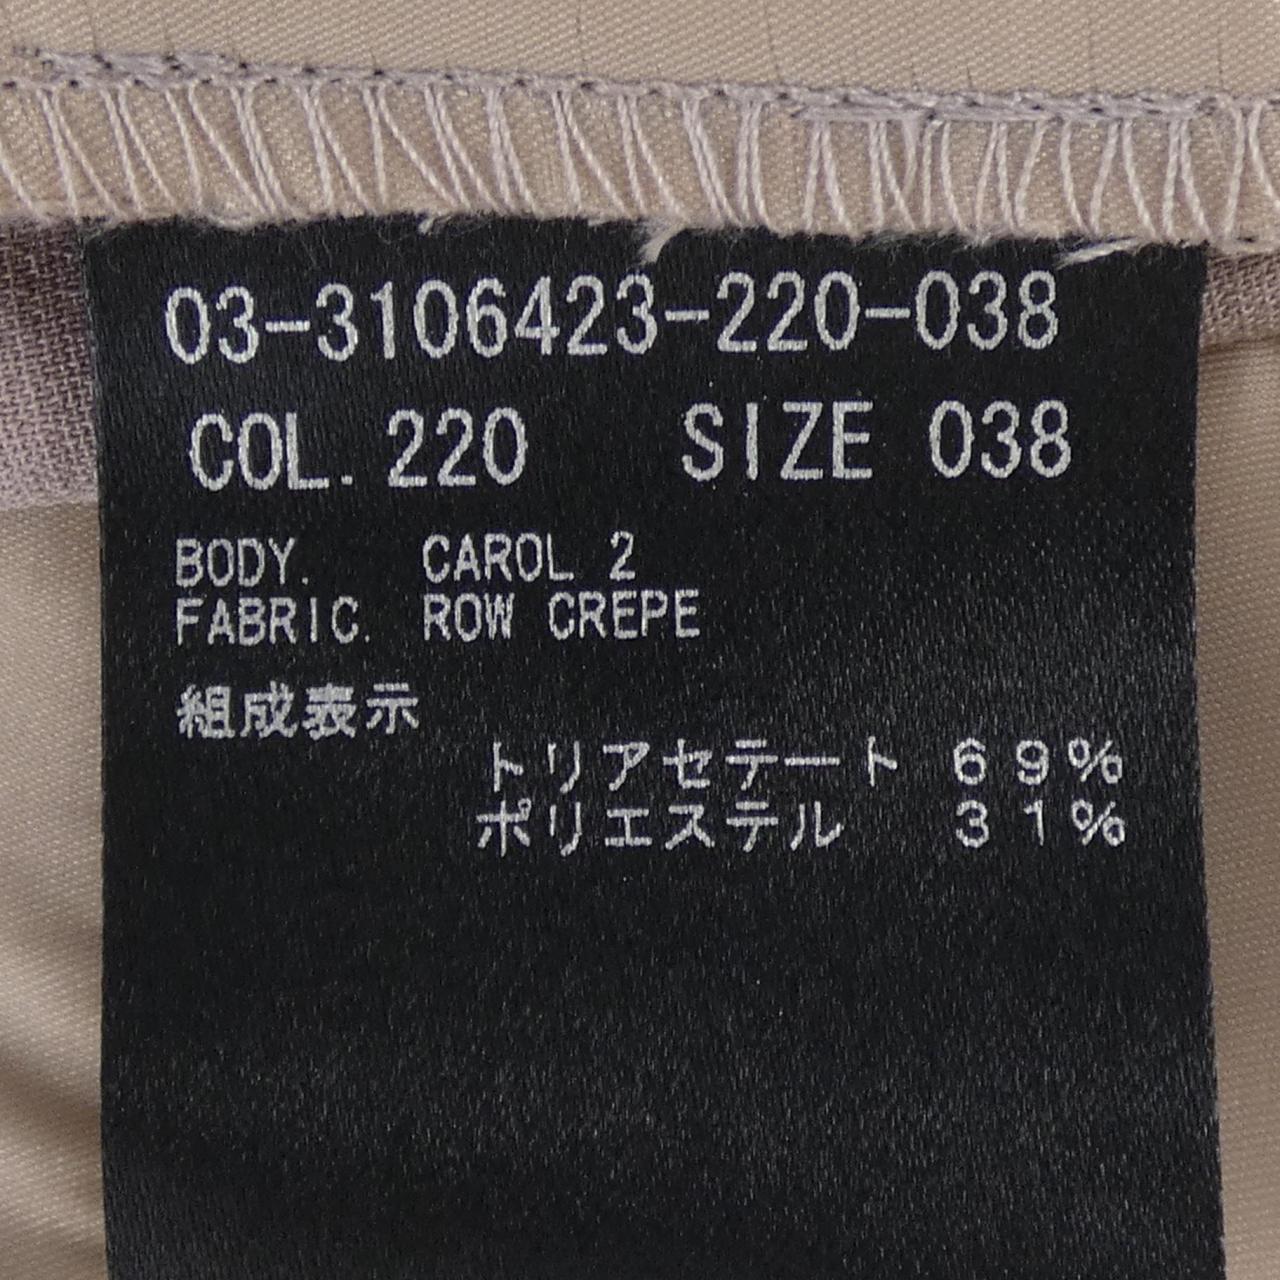 03-3106423-220-038
COL. 220 SIZE 038
BODY. CAROL 2
FABRIC. ROW CREPE
組成表示
トリアセテート 69%
ポリエステル 31%